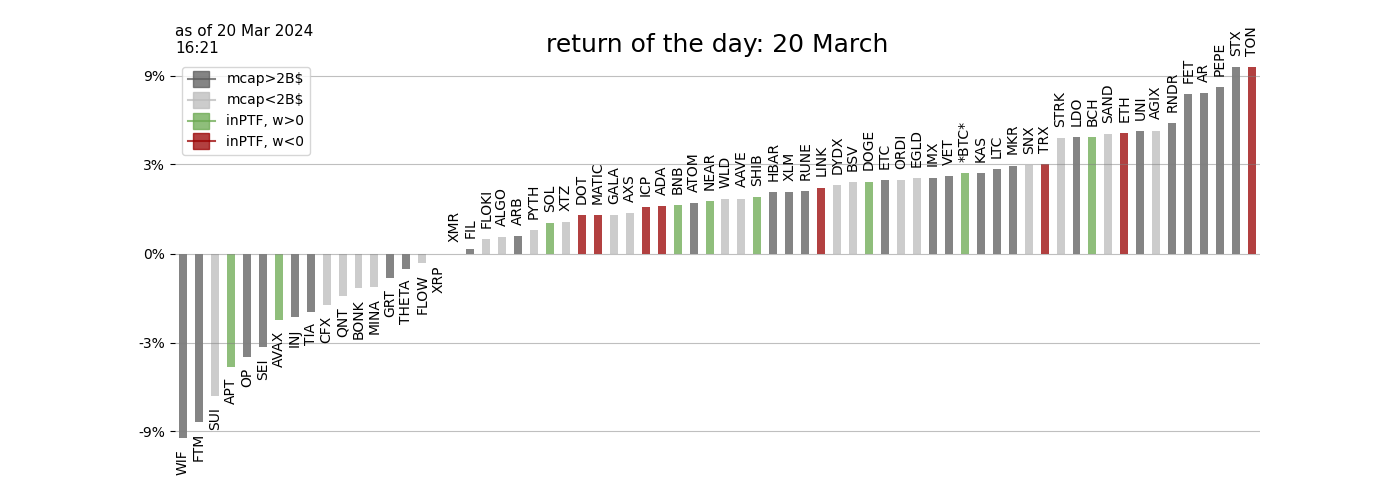 as of 20 Mar 2024
16:21
return of the day: 20 March
mcap>2B$
mcap<2B$
inPTF, w>0
inPTF, w<0
9%
3%
0%
-3%
-9%
WIF
FTM
SUI
APT
OP
SEI
AVAX
INJ
TIA
CFX
QNT
BONK
MINA
GRT
THETA
FLOW
XRP
XMR
FIL
FLOKI
ALGO
ARB
PYTH
SOL
XTZ
DOT
MATIC
GALA
AXS
ICP
ADA
BNB
ATOM
NEAR
WLD
AAVE
SHIB
HBAR
XLM
RUNE
LINK
DYDX
BSV
DOGE
ETC
ORDI
EGLD
IMX
VET
*BTC*
KAS
LTC
MKR
SNX
TRX
STRK
LDO
BCH
SAND
ETH
UNI
AGIX
RNDR
FET
AR
PEPE
STX
TON